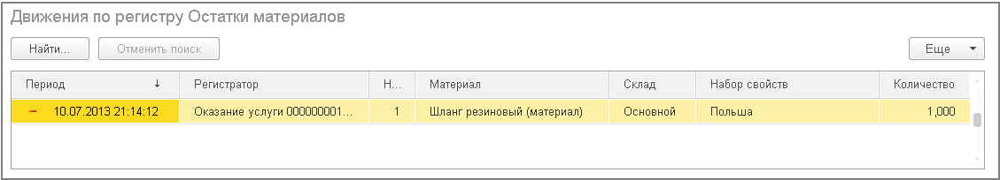 Движения по регистру Остатки материалов
Найти... Отменить поиск Еще
Период Регистратор Н... Материал Склад Набор свойств Количество
10.07.2013 21:14:12 Оказание услуги 000000001... 1 Шланг резиновый (материал) Основной Польша 1,000